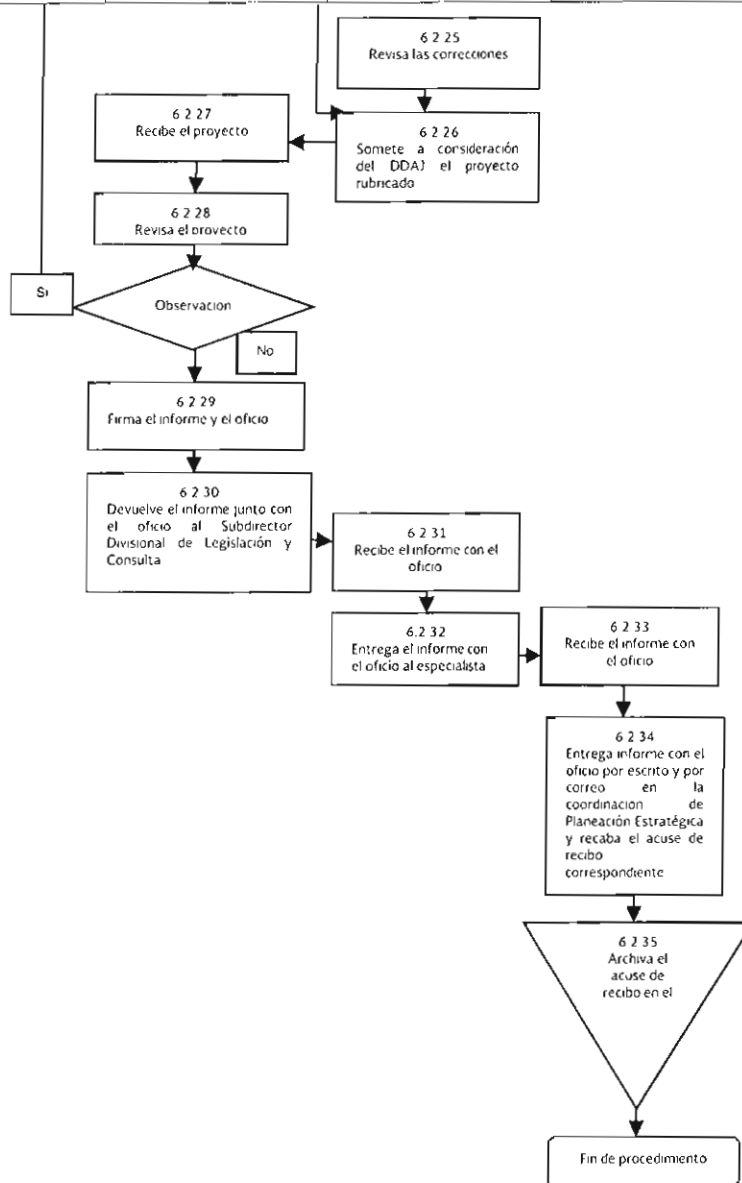 6 2 25
Revisa las correcciones
6 2 27
Recibe el proyecto
6 2 26
Somete a consideración
del DDAJ el proyecto
rubricado
6 2 28
Revisa el proyecto
Si
Observacion
No
6 2 29
Firma el informe y el oficio
6 2 30
Devuelve el informe junto con
el oficio al Subdirector
Divisional de Legislación y
Consulta
6 2 31
Recibe el informe con el
oficio
6.2 32
Entrega el informe con
el oficio al especialista
6 2 33
Recibe el informe con
el oficio
6 2 34
Entrega informe con el
oficio por escrito y por
correo en la
coordinacion de
Planeación Estratégica
y recaba el acuse de
recibo
correspondiente
6 2 35
Archiva el
acuse de
recibo en el
Fin de procedimiento